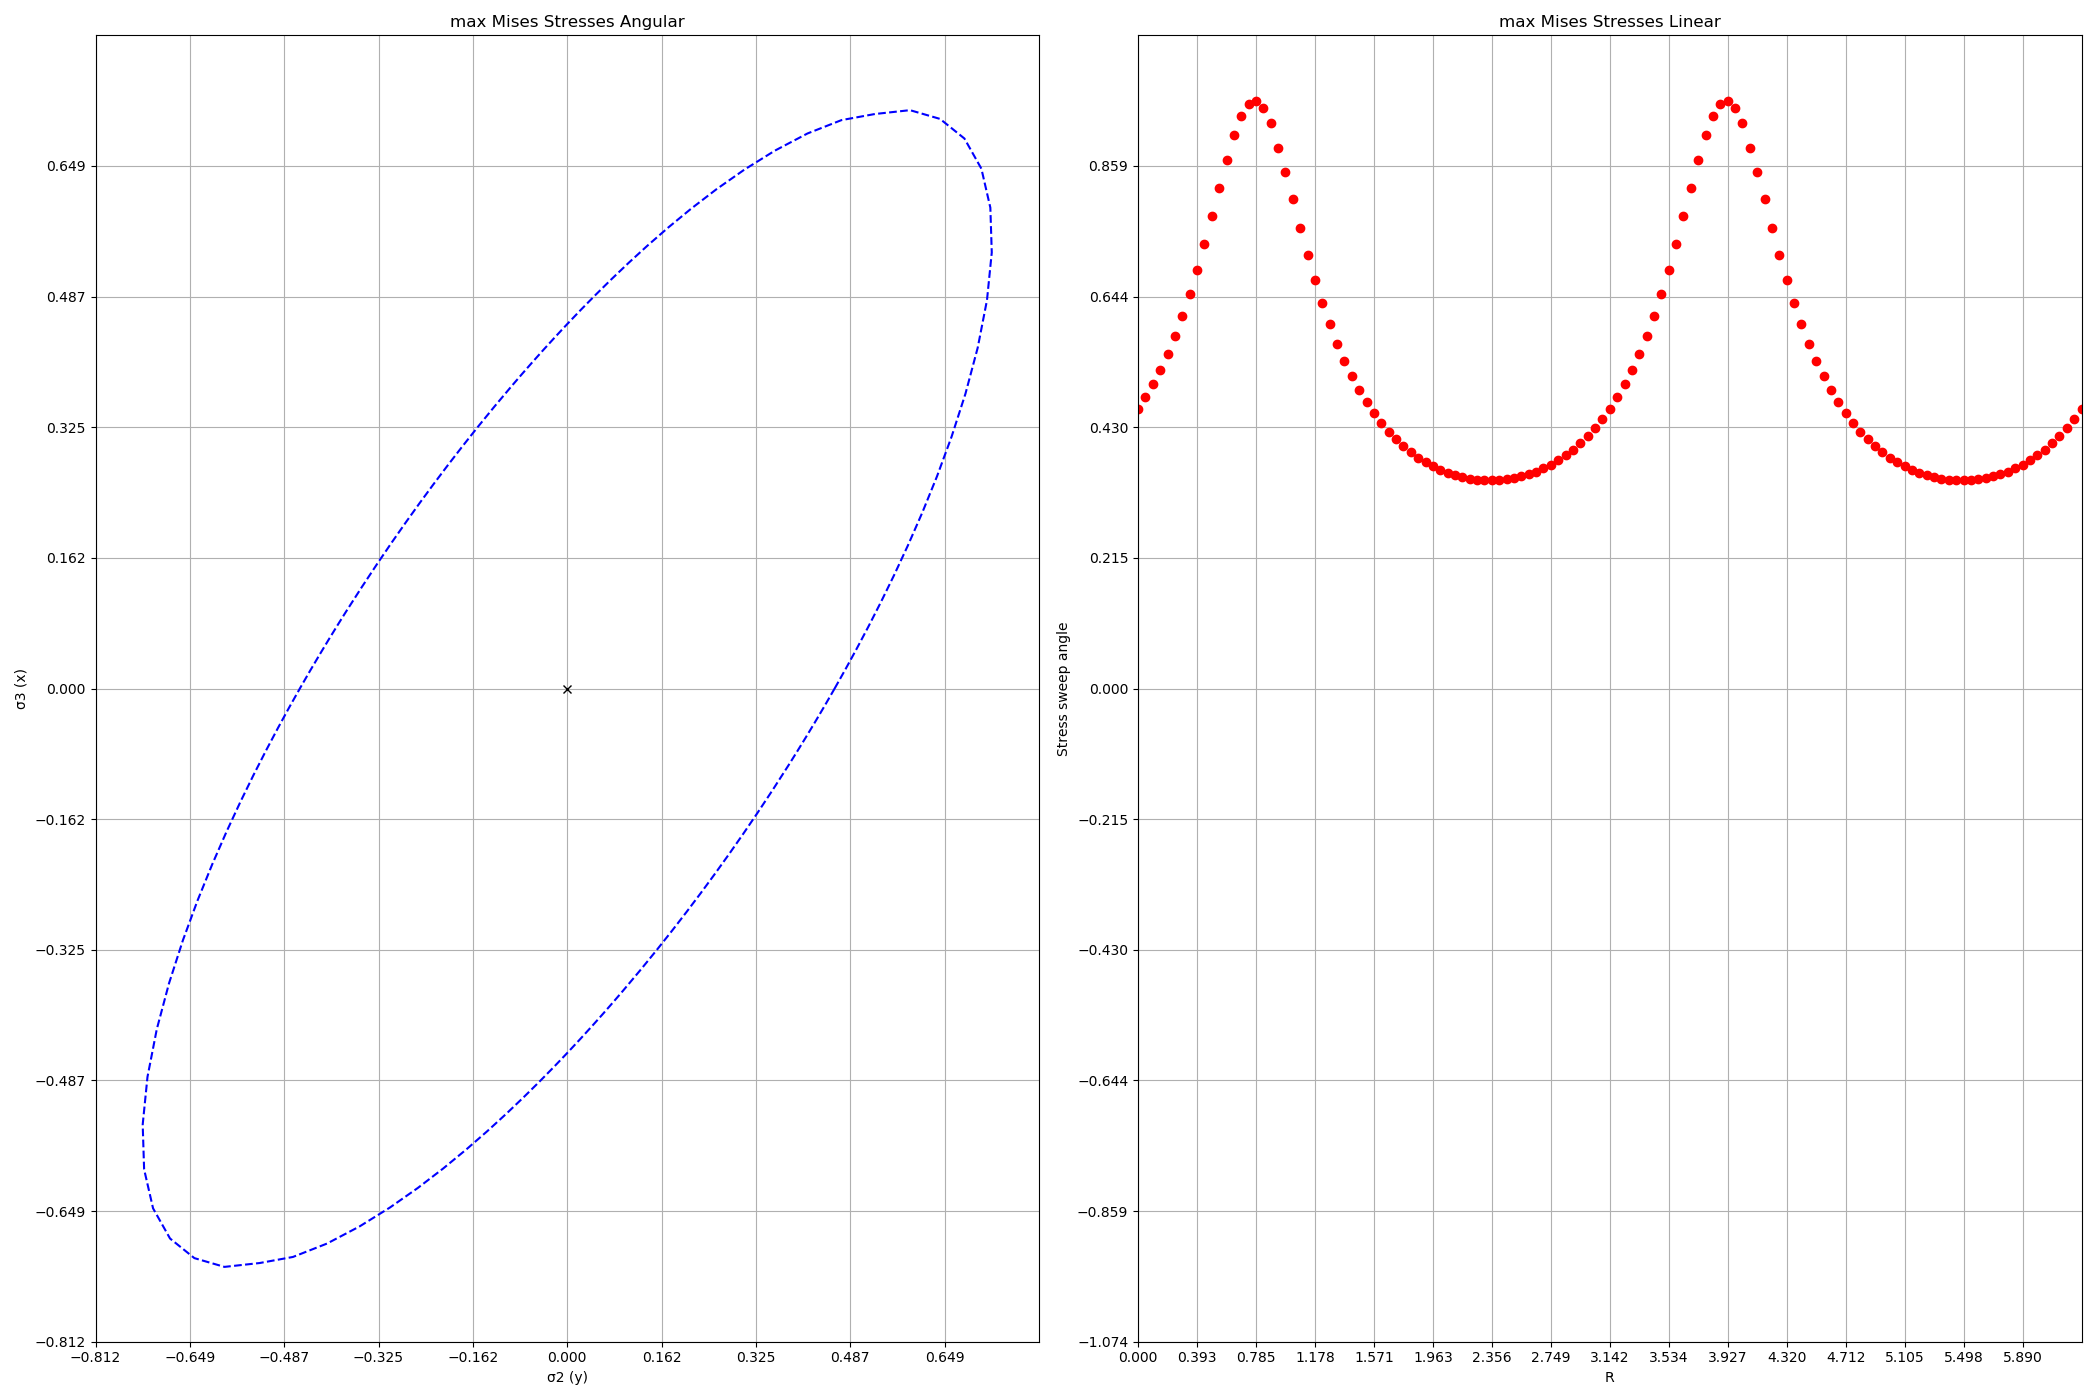 max Mises Stresses Angular
σ3 (x)
0.649
0.487
0.325
0.162
0.000
−0.162
−0.325
−0.487
−0.649
−0.812
−0.812 −0.649 −0.487 −0.325 −0.162 0.000 0.162 0.325 0.487 0.649
σ2 (y)
max Mises Stresses Linear
Stress sweep angle
0.859
0.644
0.430
0.215
0.000
−0.215
−0.430
−0.644
−0.859
−1.074
0.000 0.393 0.785 1.178 1.571 1.963 2.356 2.749 3.142 3.534 3.927 4.320 4.712 5.105 5.498 5.890
R